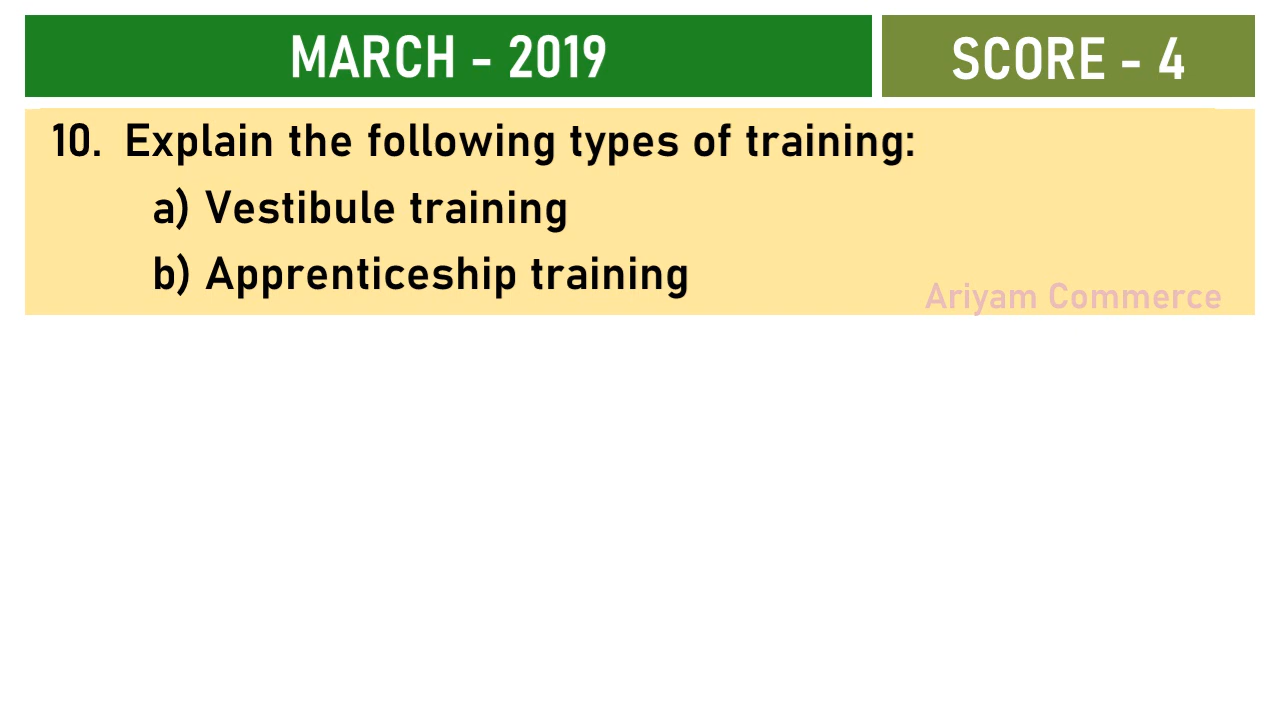 MARCH - 2019
SCORE - 4
10. Explain the following types of training:
a) Vestibule training
b) Apprenticeship training
Ariyam Commerce